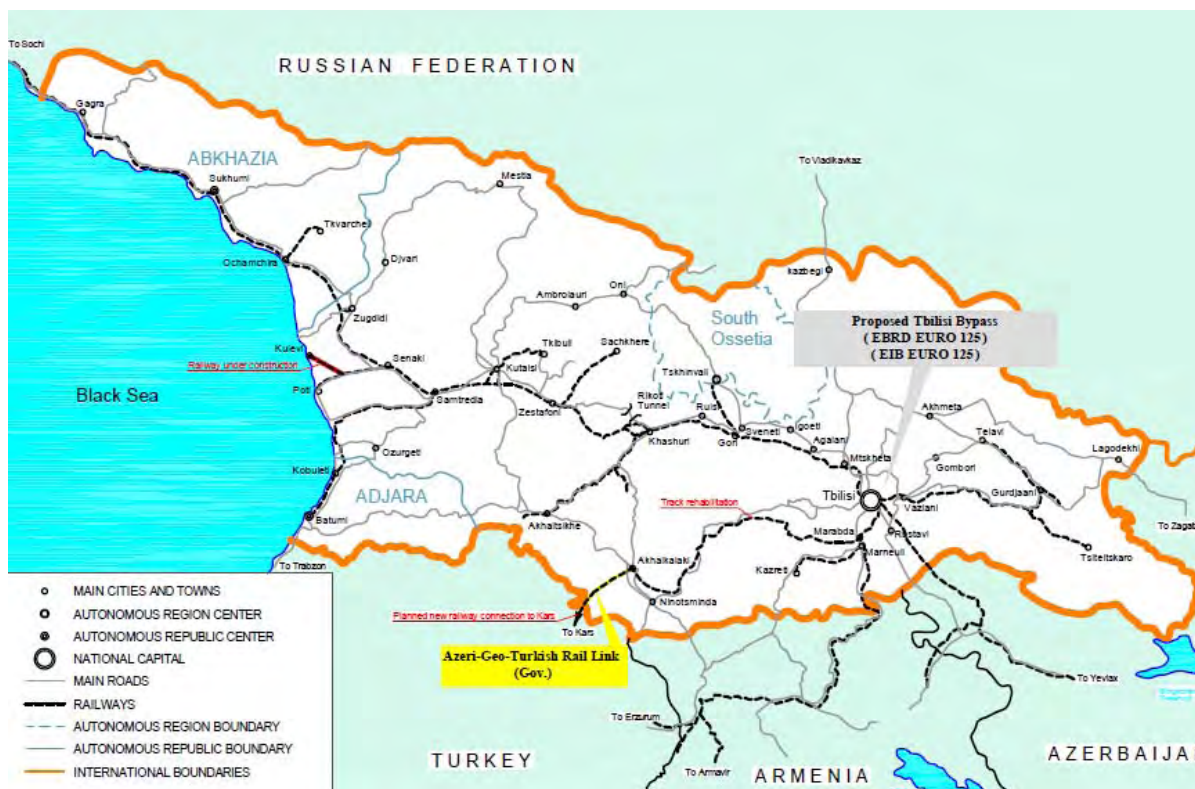 To Sochi
RUSSIAN FEDERATION
Gagra
ABKHAZIA
To Vladikavkaz
Sukhumi
Mestia
Tkvarcheli
Ochamchira
Djvari
kazbegi
Oni
Ambrolauri
Zugdidi
South
Ossetia
Proposed Tbilisi Bypass
( EBRD EURO 125)
( EIB EURO 125)
Kulevi
Railway under construction
Senaki
Tkibuli
Sachkhere
Kutaisi
Tskhinvali
Black Sea
Poti
Samtredia
Zestafoni
Rikoti
Tunnel
Ruisi
Akhmeta
Khashuri
Gori
Sveneti
Igoeti
Agaiani
Telavi
Lagodekhi
Ozurgeti
Mtskheta
Gombori
Kobuleti
Tbilisi
Gurdjaani
ADJARA
Track rehabilitation
Vaziani
Batumi
Akhaltsikhe
Marabda
Rustavi
To Zagatala
Marneuli
Tsiteltskaro
To Trabzon
Akhalkalaki
Kazreti
Ninotsminda
Planned new railway connection to Kars
To Kars
Azeri-Geo-Turkish Rail Link
(Gov.)
To Yevlax
To Erzurum
TURKEY
To Armavir
ARMENIA
AZERBAIJAN
MAIN CITIES AND TOWNS
AUTONOMOUS REGION CENTER
AUTONOMOUS REPUBLIC CENTER
NATIONAL CAPITAL
MAIN ROADS
RAILWAYS
AUTONOMOUS REGION BOUNDARY
AUTONOMOUS REPUBLIC BOUNDARY
INTERNATIONAL BOUNDARIES